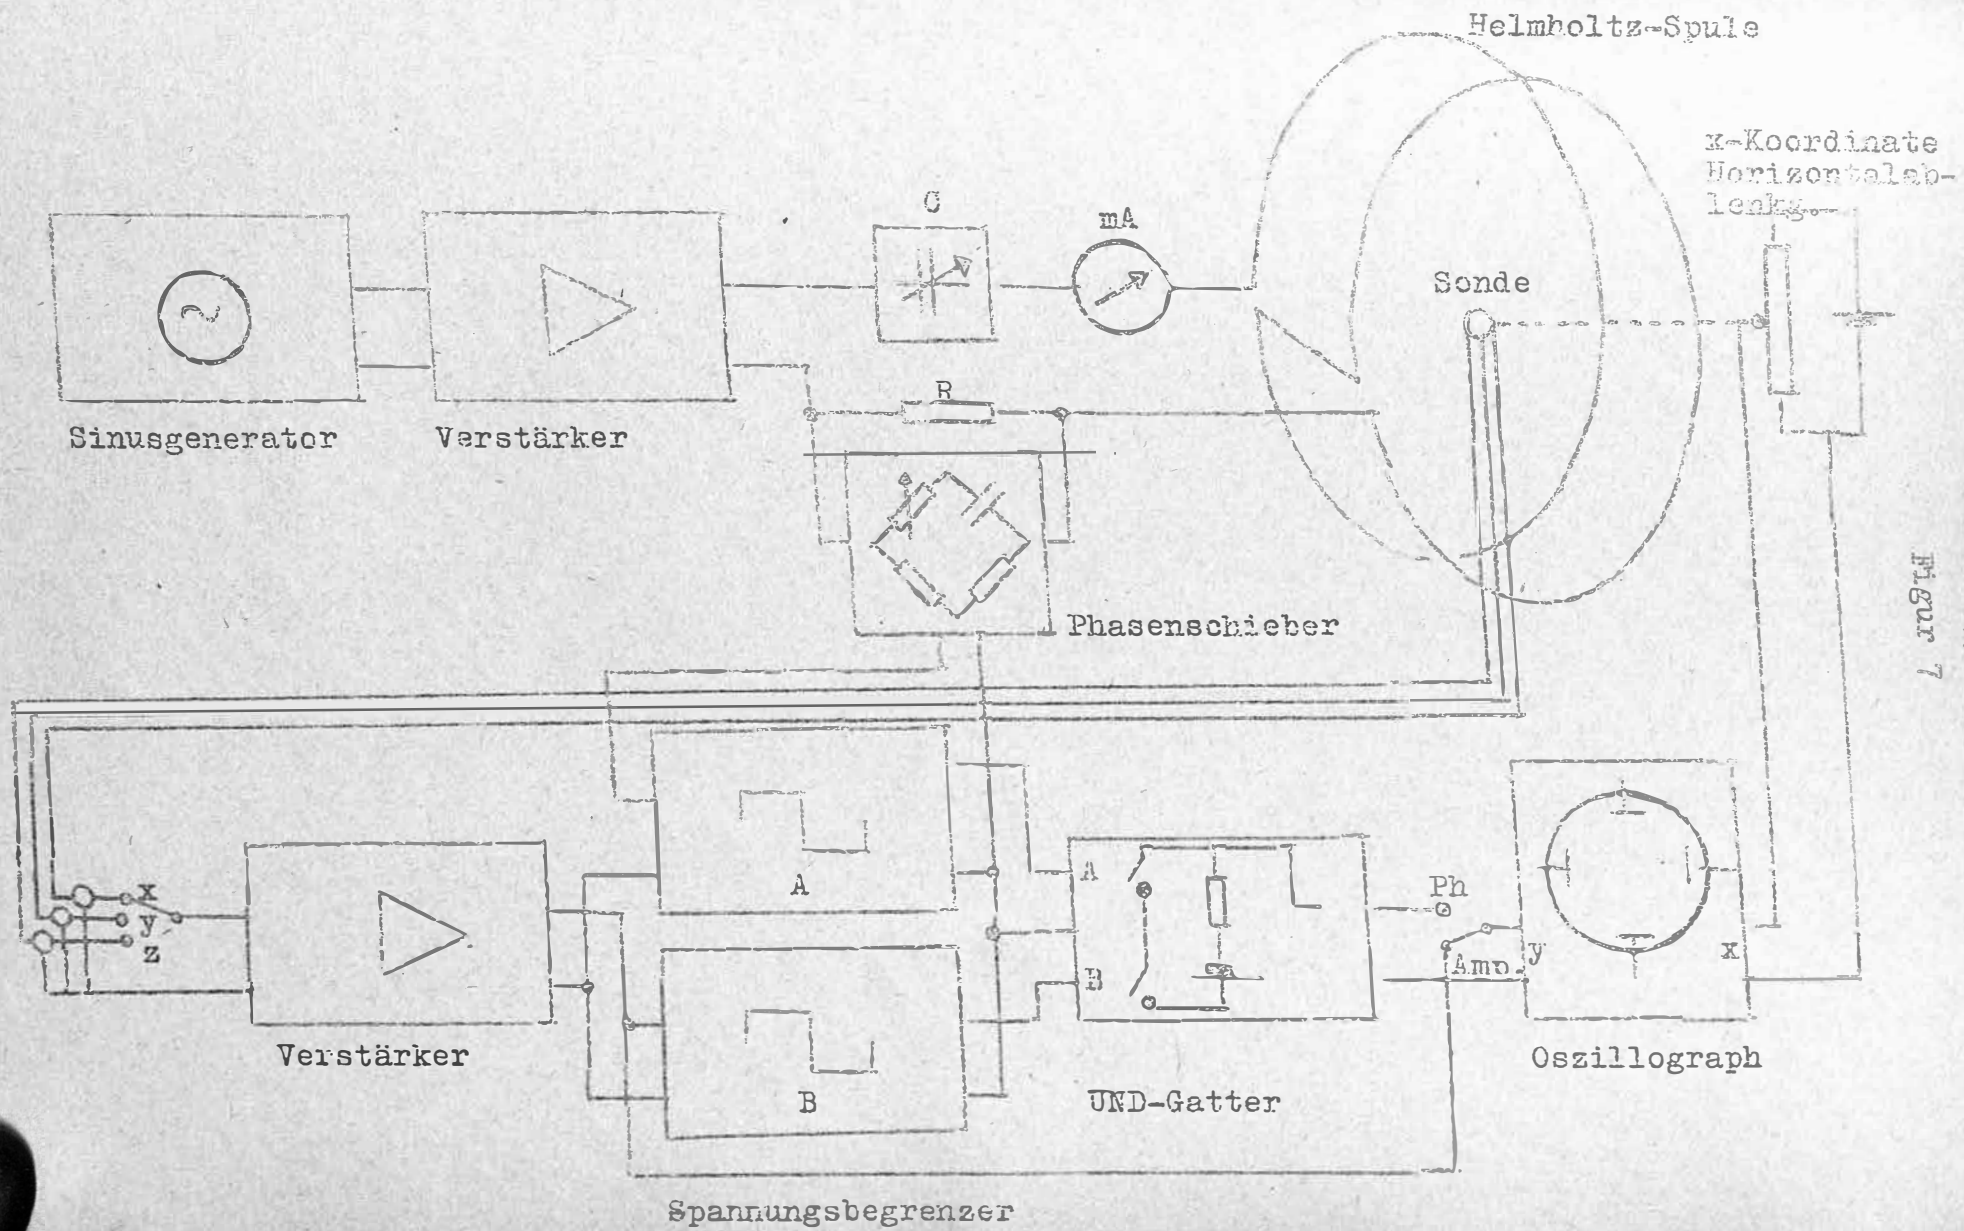 Helmholtz-Spule
x-Koordinate
Horizontalab-
lenkg.
C
mA
Sonde
R
Sinusgenerator
Verstärker
Phasenschieber
Figur 7
x
y
z
A
A
B
Ph
Amp.
y
x
Verstärker
B
UND-Gatter
Oszillograph
Spannungsbegrenzer